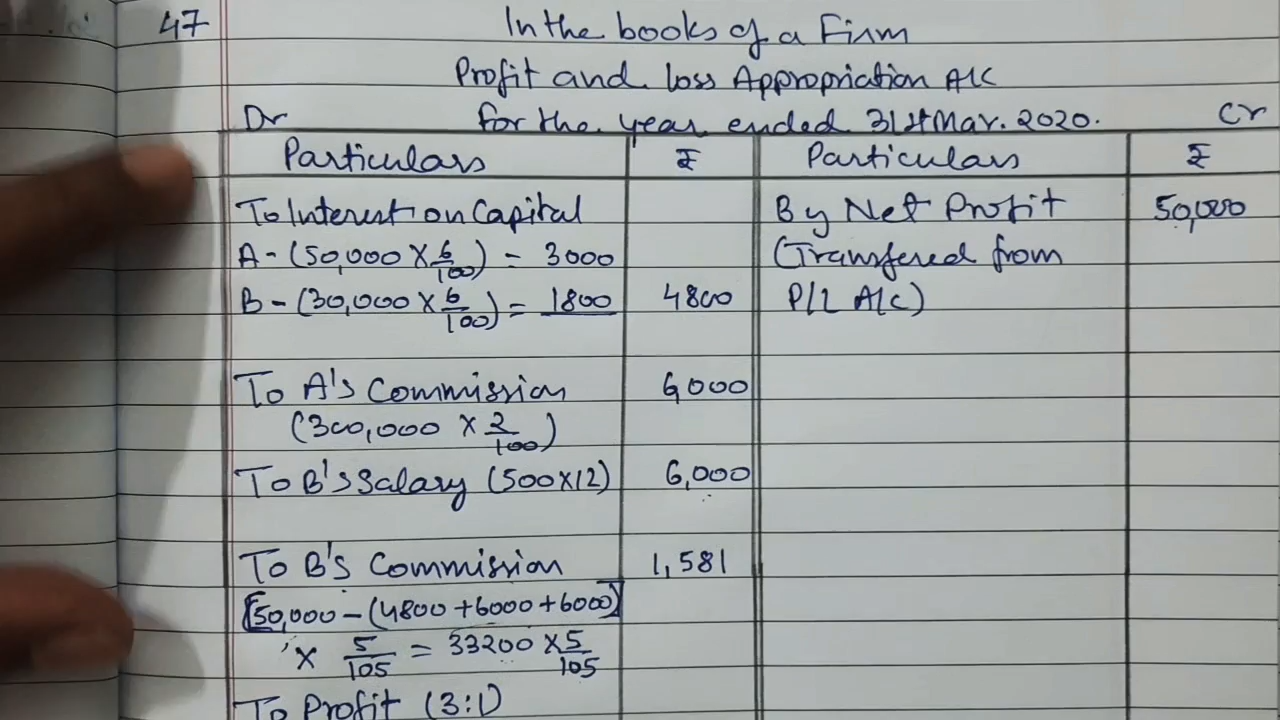 47
In the books of a Firm
Profit and loss Appropriation A/C
Dr for the year ended 31st Mar. 2020. Cr
Particulars ₹ Particulars ₹
To Interest on Capital By Net Profit 50,000
A - (50,000 × 6/100) = 3000 (Transfered from
B - (30,000 × 6/100) = 1800 4800 P/L A/C)
To A's Commission 6000
(300,000 × 2/100)
To B's Salary (500×12) 6,000
To B's Commission 1,581
[50,000 - (4800 + 6000 + 6000)]
× 5/105 = 33200 × 5/105
To Profit (3:1)